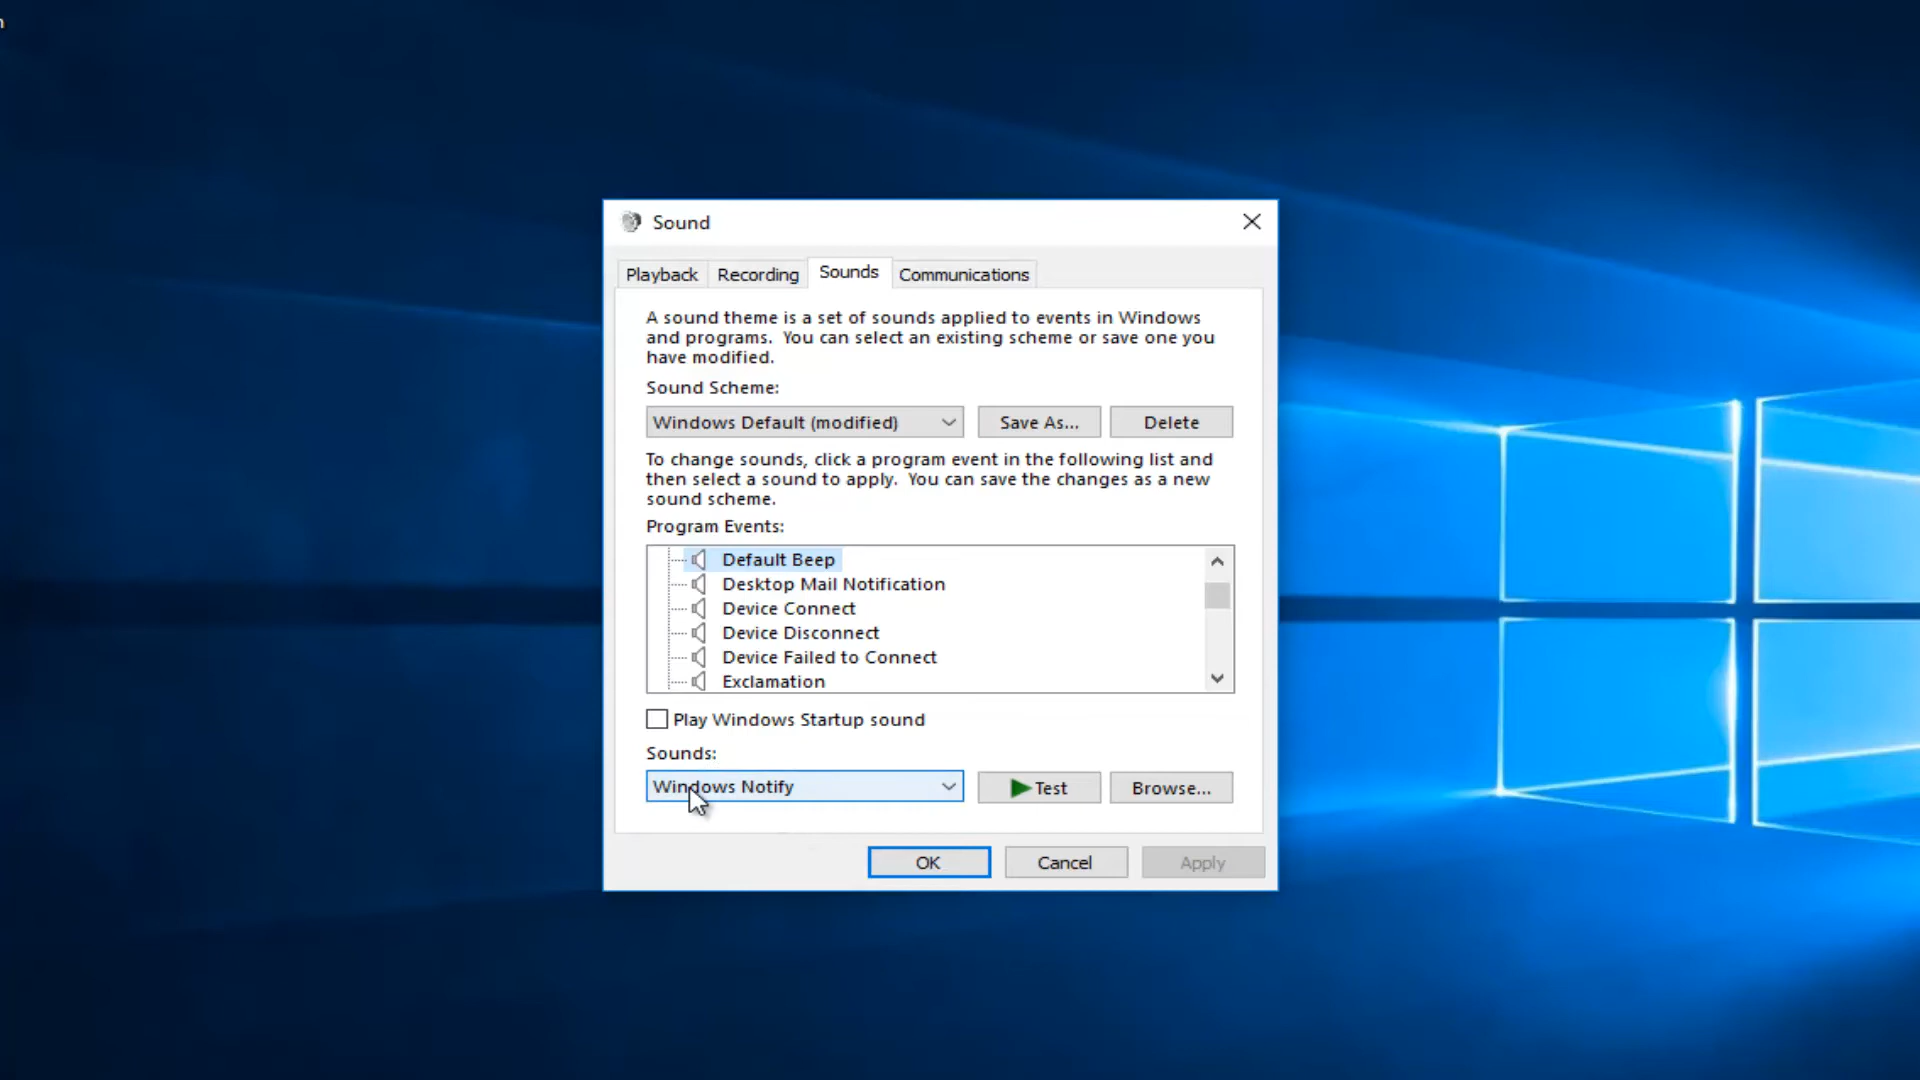 n
Sound
Playback
Recording
Sounds
Communications
A sound theme is a set of sounds applied to events in Windows
and programs. You can select an existing scheme or save one you
have modified.
Sound Scheme:
Windows Default (modified)
Save As...
Delete
To change sounds, click a program event in the following list and
then select a sound to apply. You can save the changes as a new
sound scheme.
Program Events:
Default Beep
Desktop Mail Notification
Device Connect
Device Disconnect
Device Failed to Connect
Exclamation
Play Windows Startup sound
Sounds:
Windows Notify
Test
Browse...
OK
Cancel
Apply